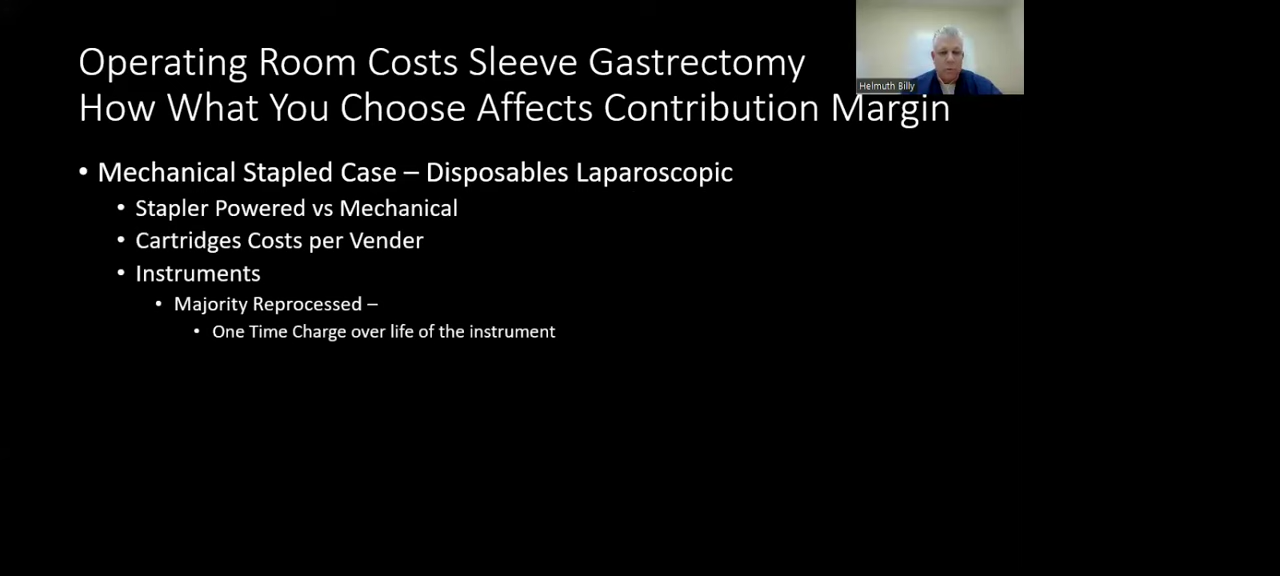 Operating Room Costs Sleeve Gastrectomy
How What You Choose Affects Contribution Margin
Helmuth Billy
• Mechanical Stapled Case – Disposables Laparoscopic
• Stapler Powered vs Mechanical
• Cartridges Costs per Vender
• Instruments
• Majority Reprocessed –
• One Time Charge over life of the instrument